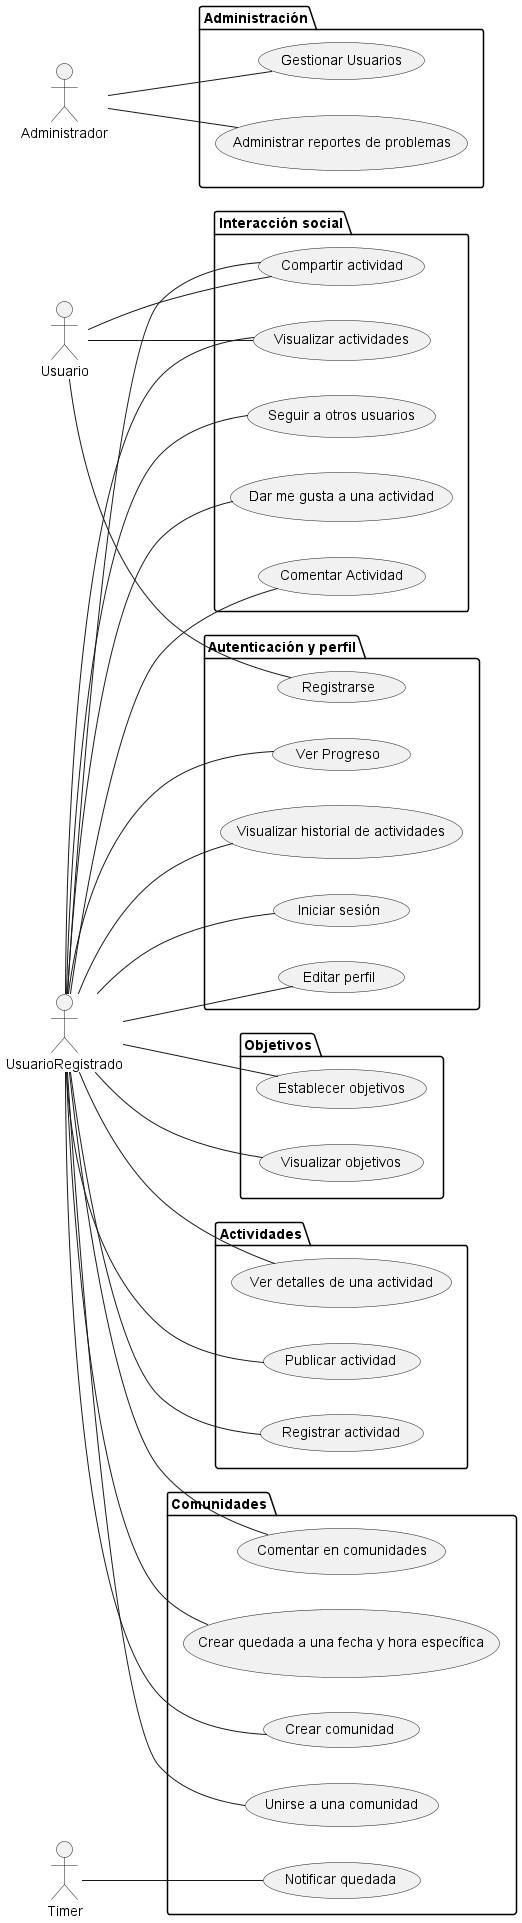 Administración
Gestionar Usuarios
Administrador
Administrar reportes de problemas
Interacción social
Compartir actividad
Usuario
Visualizar actividades
Seguir a otros usuarios
Dar me gusta a una actividad
Comentar Actividad
Autenticación y perfil
Registrarse
Ver Progreso
Visualizar historial de actividades
Iniciar sesión
Editar perfil
UsuarioRegistrado
Objetivos
Establecer objetivos
Visualizar objetivos
Actividades
Ver detalles de una actividad
Publicar actividad
Registrar actividad
Comunidades
Comentar en comunidades
Crear quedada a una fecha y hora específica
Crear comunidad
Unirse a una comunidad
Notificar quedada
Timer